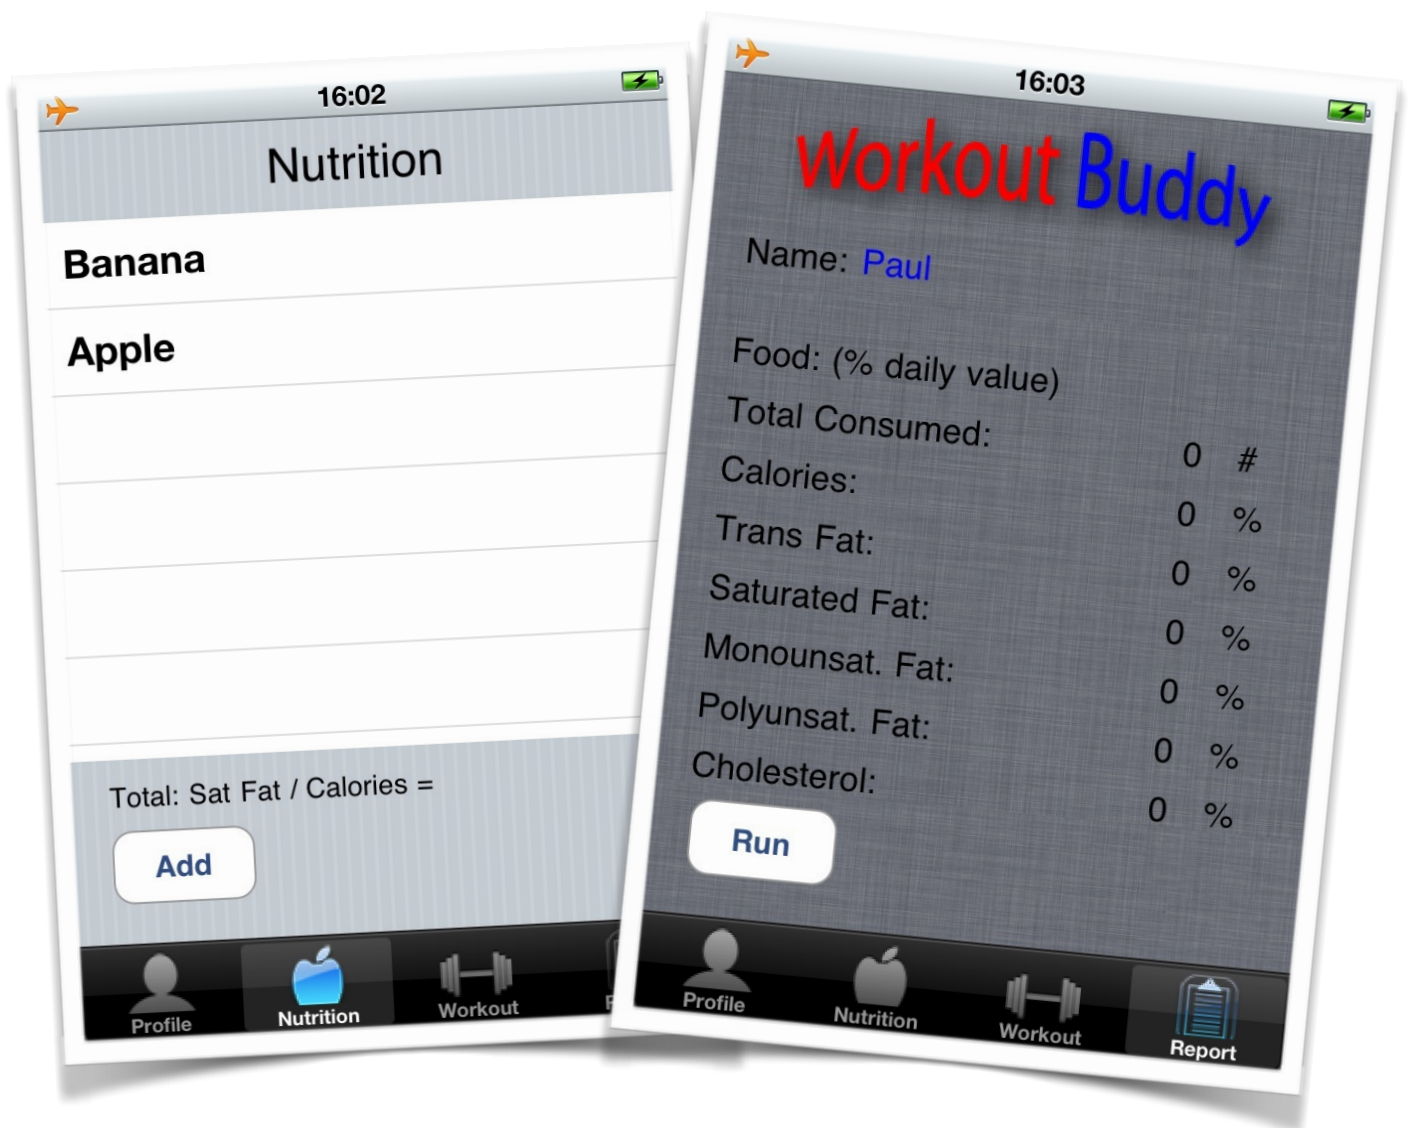 16:02
Nutrition
Banana
Apple
Total: Sat Fat / Calories =
Add
Profile
Nutrition
Workout
16:03
Workout Buddy
Name: Paul
Food: (% daily value)
Total Consumed: 0 #
Calories: 0 %
Trans Fat: 0 %
Saturated Fat: 0 %
Monounsat. Fat: 0 %
Polyunsat. Fat: 0 %
Cholesterol: 0 %
Run
Profile
Nutrition
Workout
Report